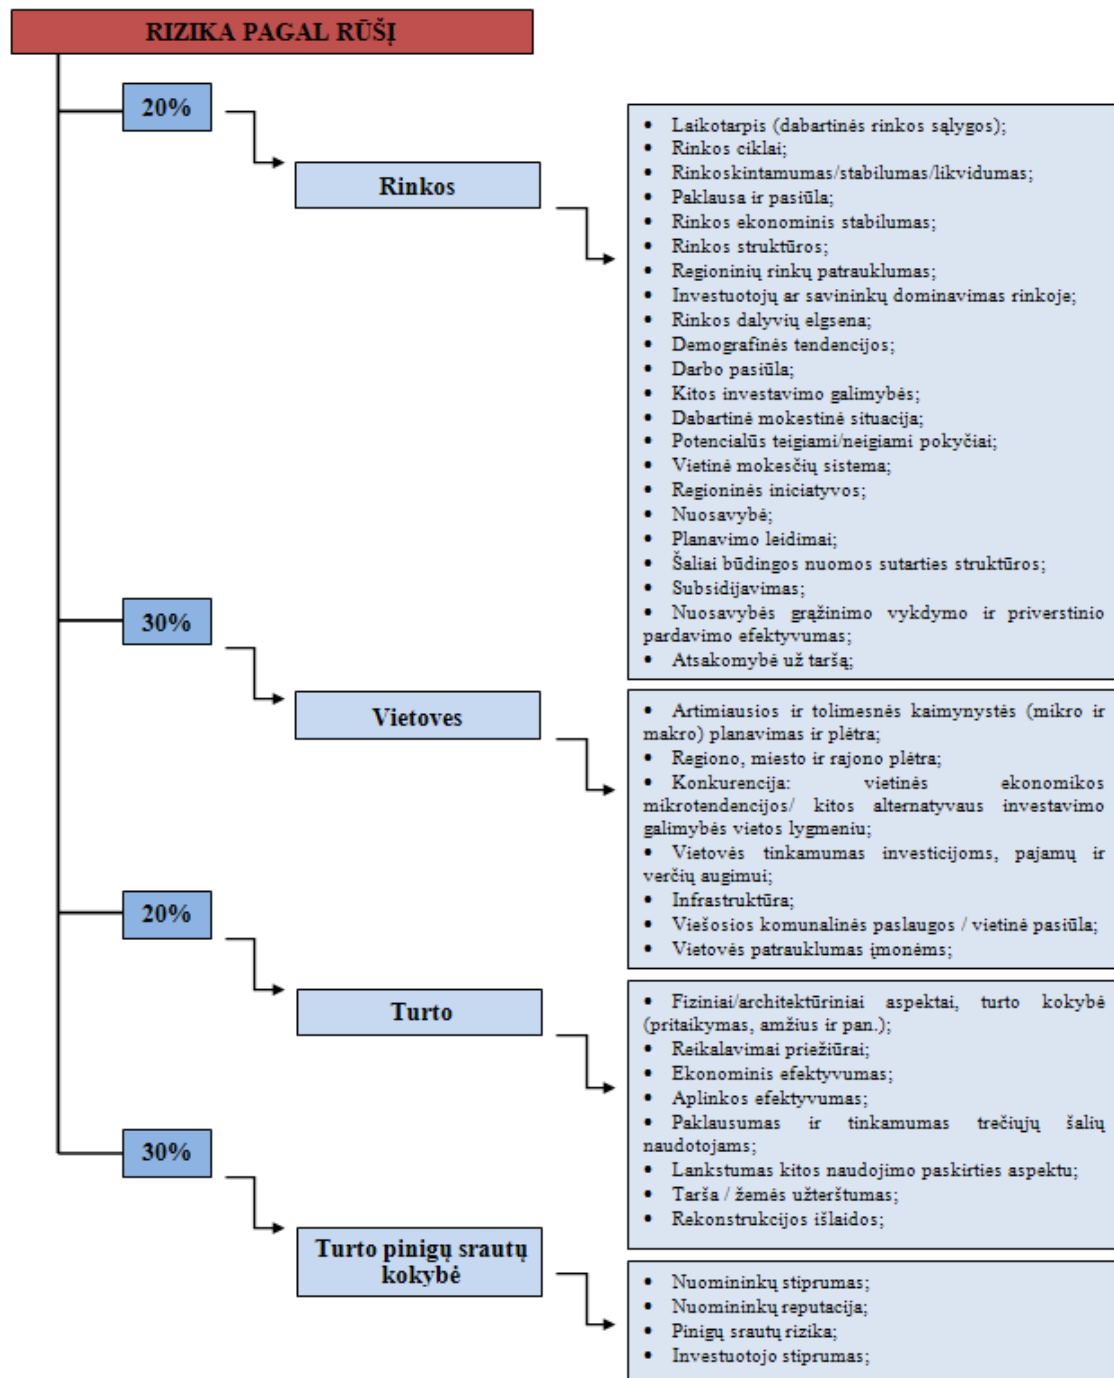 RIZIKA PAGAL RŪŠĮ
20%
Rinkos
• Laikotarpis (dabartinės rinkos sąlygos);
• Rinkos ciklai;
• Rinkoskintamumas/stabilumas/likvidumas;
• Paklausa ir pasiūla;
• Rinkos ekonominis stabilumas;
• Rinkos struktūros;
• Regioninių rinkų patrauklumas;
• Investuotojų ar savininkų dominavimas rinkoje;
• Rinkos dalyvių elgsena;
• Demografinės tendencijos;
• Darbo pasiūla;
• Kitos investavimo galimybės;
• Dabartinė mokestinė situacija;
• Potencialūs teigiami/neigiami pokyčiai;
• Vietinė mokesčių sistema;
• Regioninės iniciatyvos;
• Nuosavybė;
• Planavimo leidimai;
• Šaliai būdingos nuomos sutarties struktūros;
• Subsidijavimas;
• Nuosavybės grąžinimo vykdymo ir priverstinio
pardavimo efektyvumas;
• Atsakomybė už taršą;
30%
Vietoves
• Artimiausios ir tolimesnės kaimynystės (mikro ir
makro) planavimas ir plėtra;
• Regiono, miesto ir rajono plėtra;
• Konkurencija: vietinės ekonomikos
mikrotendencijos/ kitos alternatyvaus investavimo
galimybės vietos lygmeniu;
• Vietovės tinkamumas investicijoms, pajamų ir
verčių augimui;
• Infrastruktūra;
• Viešosios komunalinės paslaugos / vietinė pasiūla;
• Vietovės patrauklumas įmonėms;
20%
Turto
• Fiziniai/architektūriniai aspektai, turto kokybė
(pritaikymas, amžius ir pan.);
• Reikalavimai priežiūrai;
• Ekonominis efektyvumas;
• Aplinkos efektyvumas;
• Paklausumas ir tinkamumas trečiųjų šalių
naudotojams;
• Lankstumas kitos naudojimo paskirties aspektu;
• Tarša / žemės užterštumas;
• Rekonstrukcijos išlaidos;
30%
Turto pinigų srautų
kokybė
• Nuomininkų stiprumas;
• Nuomininkų reputacija;
• Pinigų srautų rizika;
• Investuotojo stiprumas;